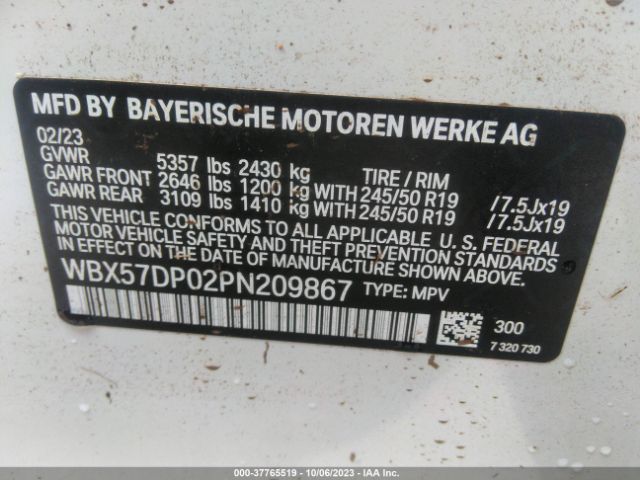 MFD BY BAYERISCHE MOTOREN WERKE AG
02/23
GVWR 5357 lbs 2430 kg TIRE / RIM
GAWR FRONT 2646 lbs 1200 kg WITH 245/50 R19 /7.5Jx19
GAWR REAR 3109 lbs 1410 kg WITH 245/50 R19 /7.5Jx19
THIS VEHICLE CONFORMS TO ALL APPLICABLE U. S. FEDERAL
MOTOR VEHICLE SAFETY AND THEFT PREVENTION STANDARDS
IN EFFECT ON THE DATE OF MANUFACTURE SHOWN ABOVE.
WBX57DP02PN209867 TYPE: MPV
300
7 320 730
000-37765519 - 10/06/2023 - IAA Inc.